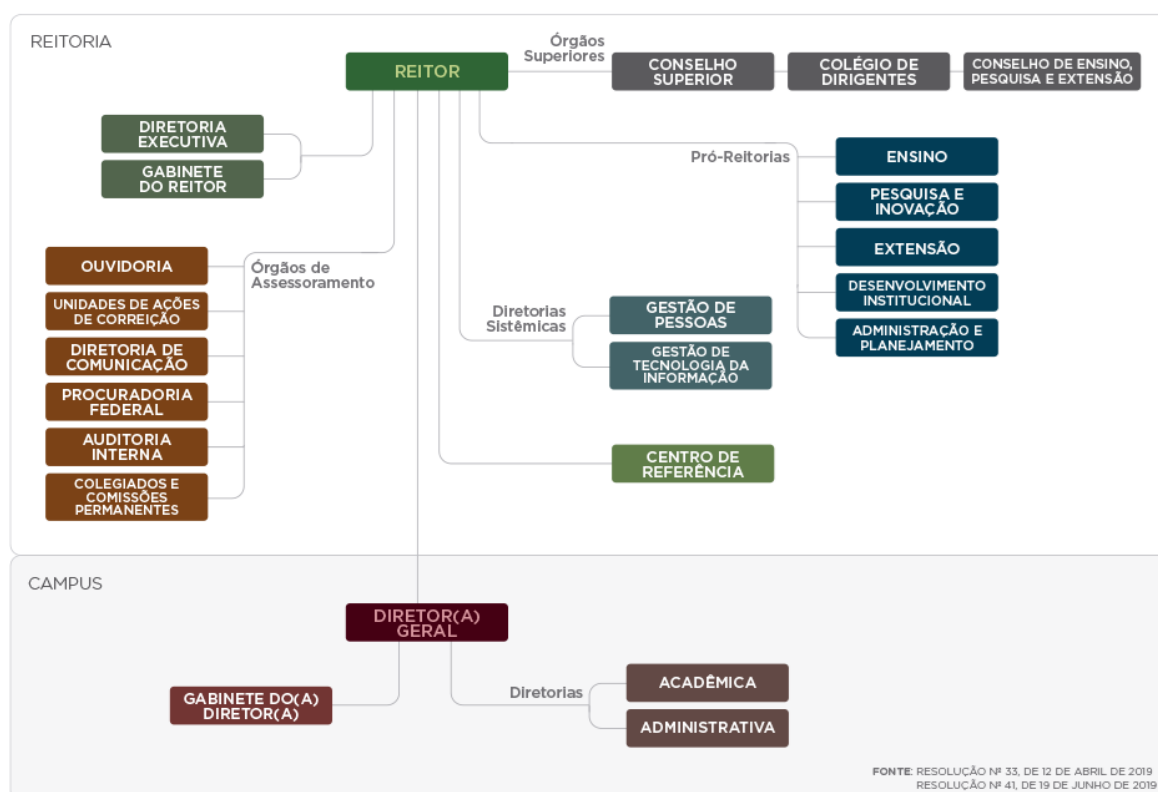 REITORIA
REITOR
Órgãos
Superiores
CONSELHO
SUPERIOR
COLÉGIO DE
DIRIGENTES
CONSELHO DE ENSINO,
PESQUISA E EXTENSÃO
DIRETORIA
EXECUTIVA
GABINETE
DO REITOR
Pró-Reitorias
ENSINO
PESQUISA E
INOVAÇÃO
EXTENSÃO
DESENVOLVIMENTO
INSTITUCIONAL
ADMINISTRAÇÃO E
PLANEJAMENTO
Órgãos de
Assessoramento
OUVIDORIA
UNIDADES DE AÇÕES
DE CORREIÇÃO
DIRETORIA DE
COMUNICAÇÃO
PROCURADORIA
FEDERAL
AUDITORIA
INTERNA
COLEGIADOS E
COMISSÕES
PERMANENTES
Diretorias
Sistêmicas
GESTÃO DE
PESSOAS
GESTÃO DE
TECNOLOGIA DA
INFORMAÇÃO
CENTRO DE
REFERÊNCIA
CAMPUS
DIRETOR(A)
GERAL
GABINETE DO(A)
DIRETOR(A)
Diretorias
ACADÊMICA
ADMINISTRATIVA
FONTE: RESOLUÇÃO Nº 33, DE 12 DE ABRIL DE 2019
RESOLUÇÃO Nº 41, DE 19 DE JUNHO DE 2019